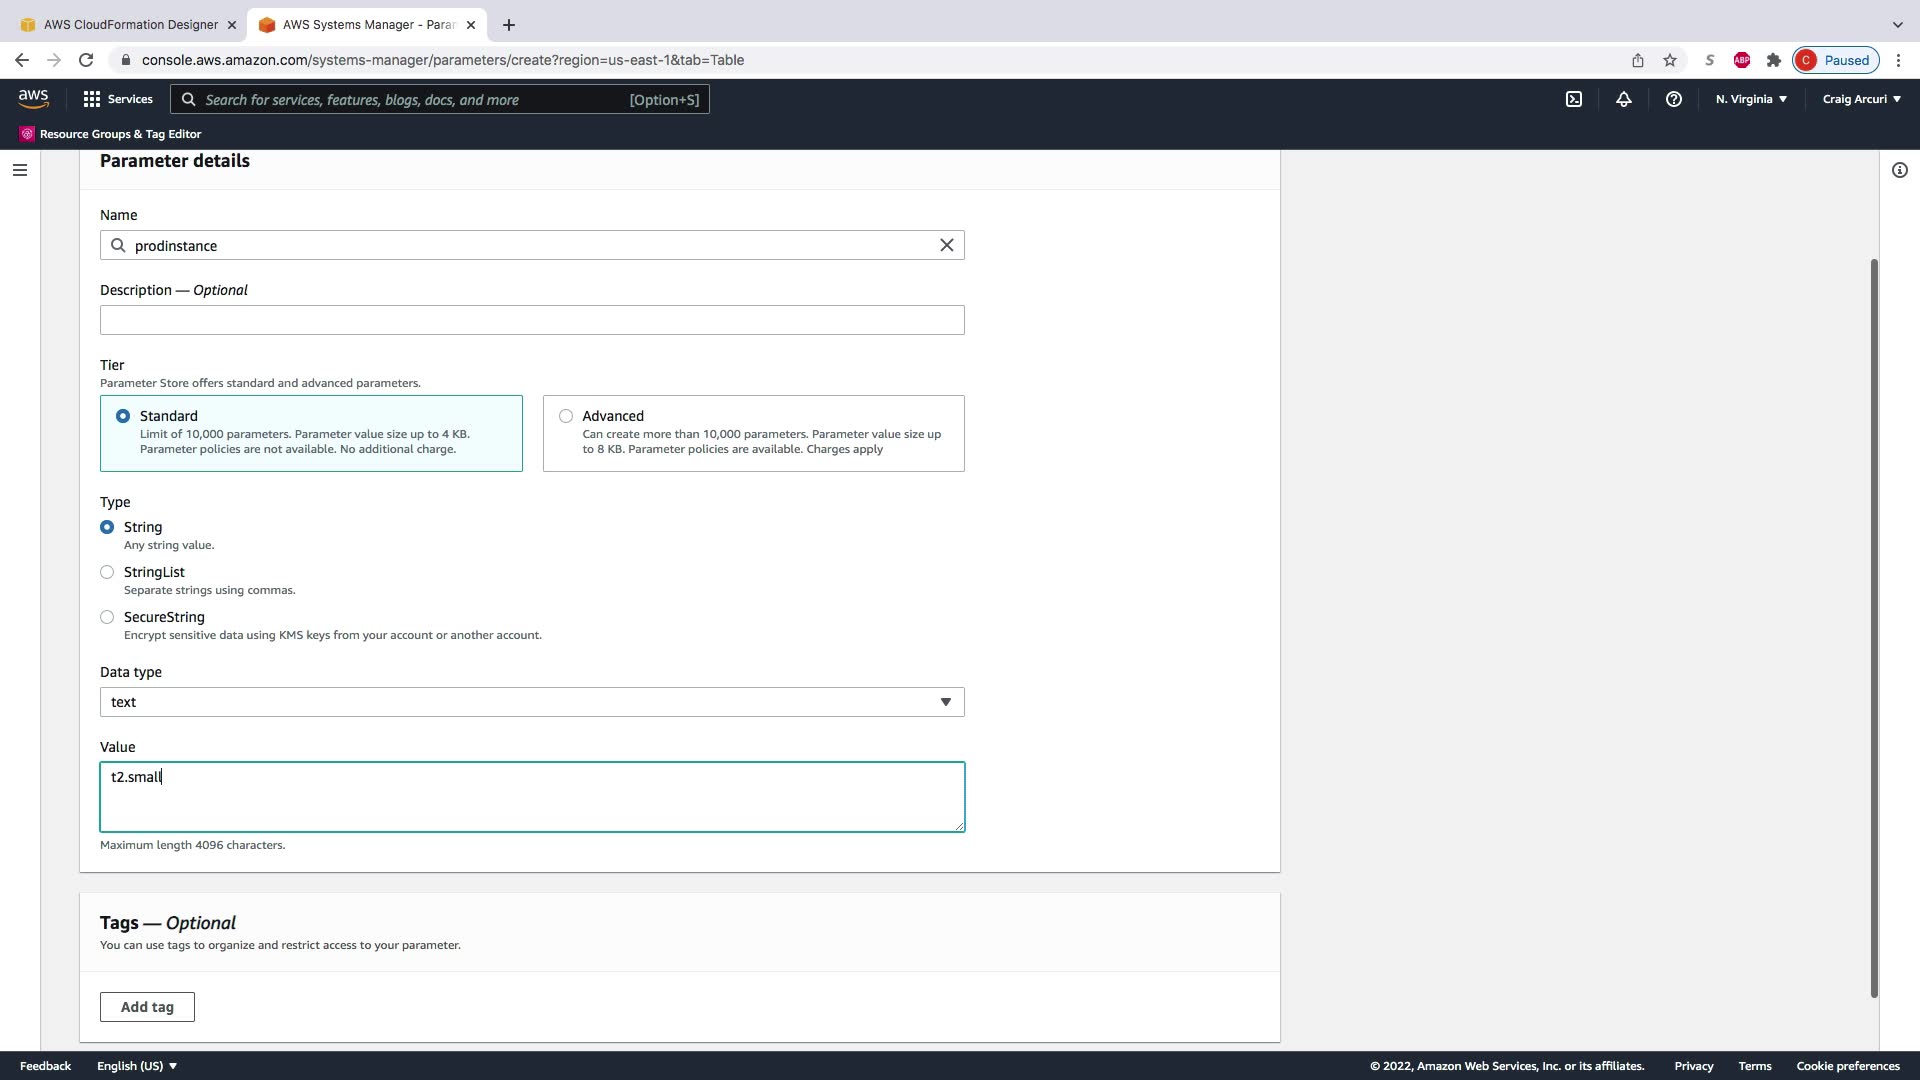 AWS CloudFormation Designer
AWS Systems Manager - Para
console.aws.amazon.com/systems-manager/parameters/create?region=us-east-1&tab=Table
S
ABP
C
Paused
aws
Services
Search for services, features, blogs, docs, and more
[Option+S]
N. Virginia
Craig Arcuri
Resource Groups & Tag Editor
Parameter details
Name
prodinstance
Description — Optional
Tier
Parameter Store offers standard and advanced parameters.
Standard
Limit of 10,000 parameters. Parameter value size up to 4 KB.
Parameter policies are not available. No additional charge.
Advanced
Can create more than 10,000 parameters. Parameter value size up
to 8 KB. Parameter policies are available. Charges apply
Type
String
Any string value.
StringList
Separate strings using commas.
SecureString
Encrypt sensitive data using KMS keys from your account or another account.
Data type
text
Value
t2.small
Maximum length 4096 characters.
Tags — Optional
You can use tags to organize and restrict access to your parameter.
Add tag
Feedback
English (US)
© 2022, Amazon Web Services, Inc. or its affiliates.
Privacy
Terms
Cookie preferences